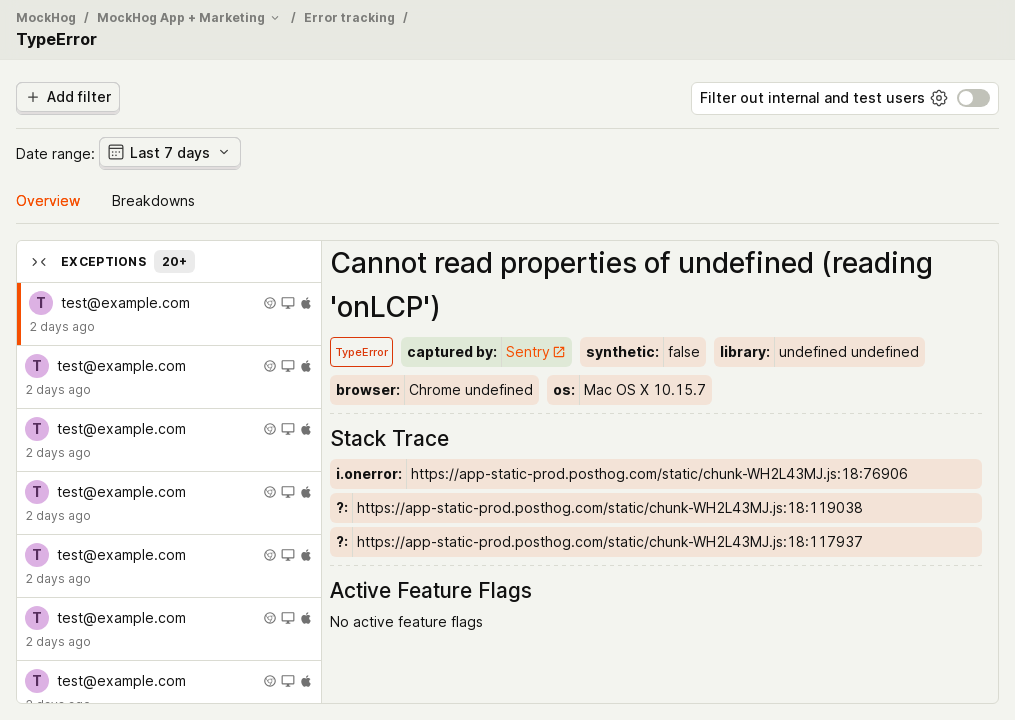 MockHog / MockHog App + Marketing / Error tracking /
TypeError
Add filter
Filter out internal and test users
Date range: Last 7 days
Overview Breakdowns
EXCEPTIONS 20+
T test@example.com
2 days ago
T test@example.com
2 days ago
T test@example.com
2 days ago
T test@example.com
2 days ago
T test@example.com
2 days ago
T test@example.com
2 days ago
T test@example.com
2 days ago
Cannot read properties of undefined (reading
'onLCP')
TypeError captured by: Sentry synthetic: false library: undefined undefined
browser: Chrome undefined os: Mac OS X 10.15.7
Stack Trace
i.onerror: https://app-static-prod.posthog.com/static/chunk-WH2L43MJ.js:18:76906
?: https://app-static-prod.posthog.com/static/chunk-WH2L43MJ.js:18:119038
?: https://app-static-prod.posthog.com/static/chunk-WH2L43MJ.js:18:117937
Active Feature Flags
No active feature flags